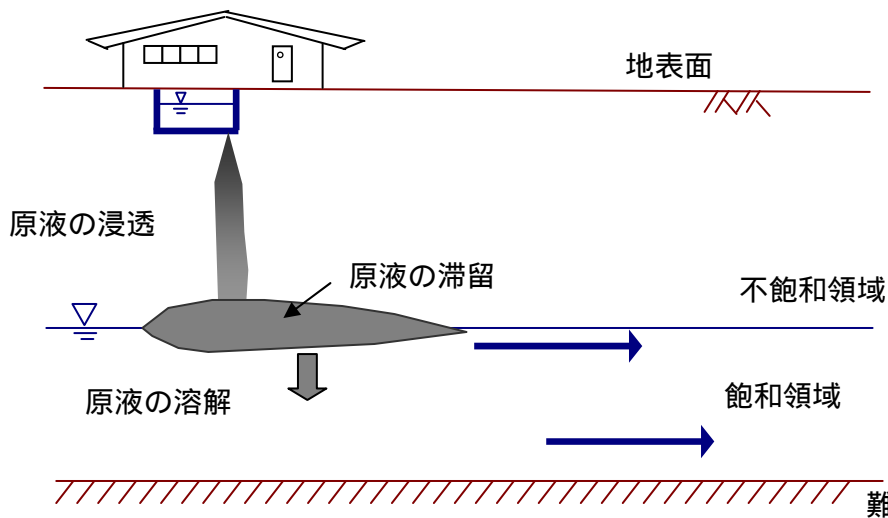 地表面
原液の浸透
原液の滞留
不飽和領域
原液の溶解
飽和領域
難